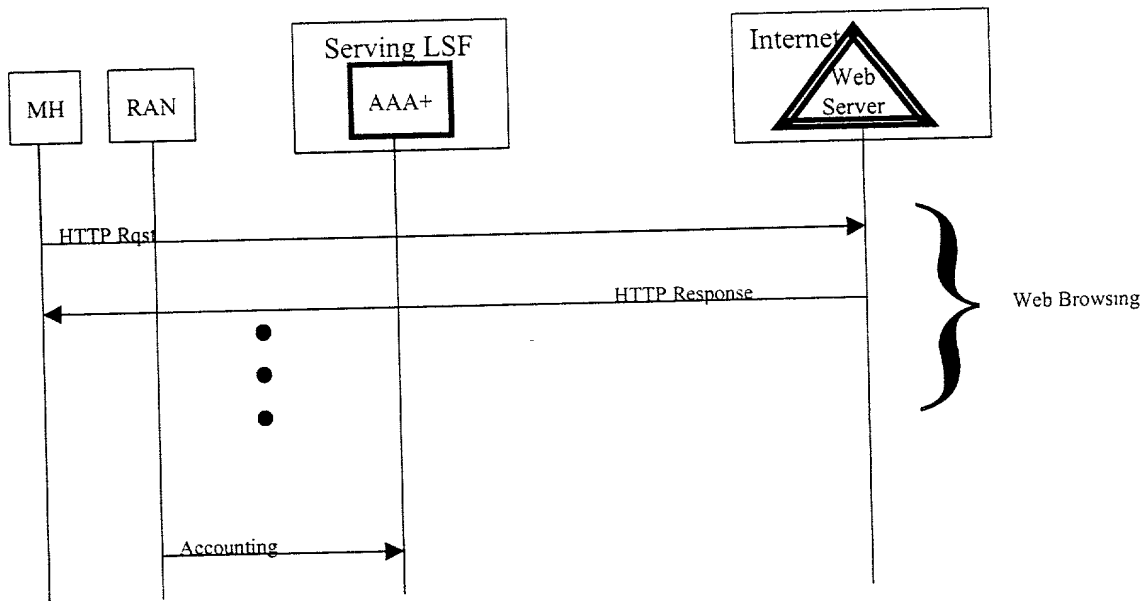 Serving LSF
Internet
MH
RAN
AAA+
Web
Server
HTTP Rqst
HTTP Response
Web Browsing
Accounting